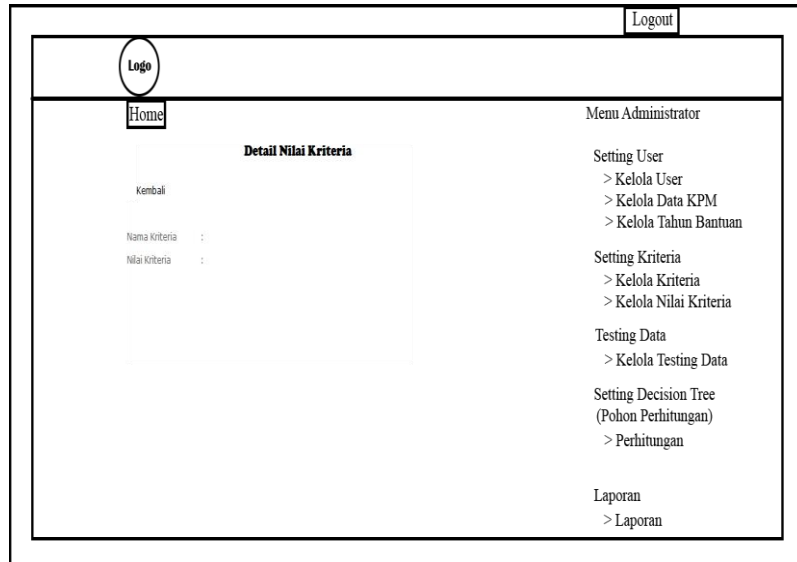 Logout
Logo
Home
Detail Nilai Kriteria
Kembali
Nama Kriteria :
Nilai Kriteria :
Menu Administrator
Setting User
> Kelola User
> Kelola Data KPM
> Kelola Tahun Bantuan
Setting Kriteria
> Kelola Kriteria
> Kelola Nilai Kriteria
Testing Data
> Kelola Testing Data
Setting Decision Tree
(Pohon Perhitungan)
> Perhitungan
Laporan
> Laporan